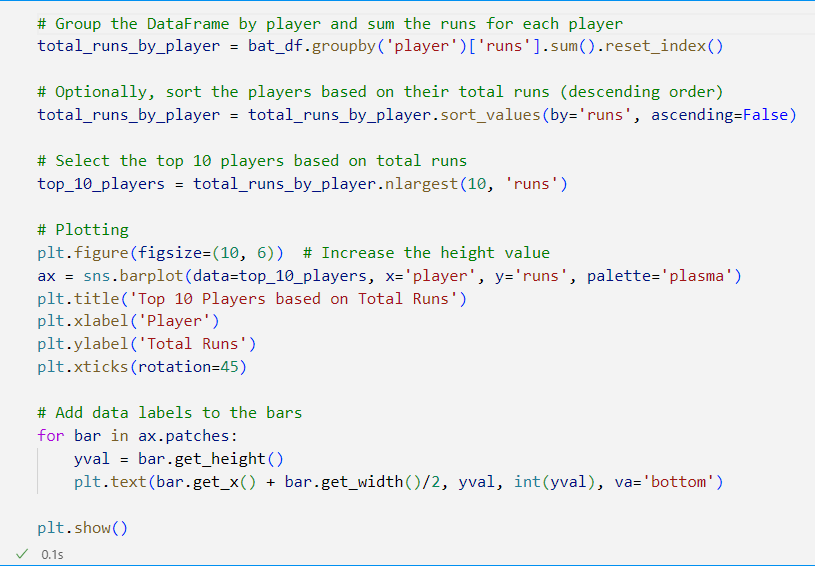 # Group the DataFrame by player and sum the runs for each player
total_runs_by_player = bat_df.groupby('player')['runs'].sum().reset_index()
# Optionally, sort the players based on their total runs (descending order)
total_runs_by_player = total_runs_by_player.sort_values(by='runs', ascending=False)
# Select the top 10 players based on total runs
top_10_players = total_runs_by_player.nlargest(10, 'runs')
# Plotting
plt.figure(figsize=(10, 6))  # Increase the height value
ax = sns.barplot(data=top_10_players, x='player', y='runs', palette='plasma')
plt.title('Top 10 Players based on Total Runs')
plt.xlabel('Player')
plt.ylabel('Total Runs')
plt.xticks(rotation=45)
# Add data labels to the bars
for bar in ax.patches:
    yval = bar.get_height()
    plt.text(bar.get_x() + bar.get_width()/2, yval, int(yval), va='bottom')
plt.show()
✓ 0.1s